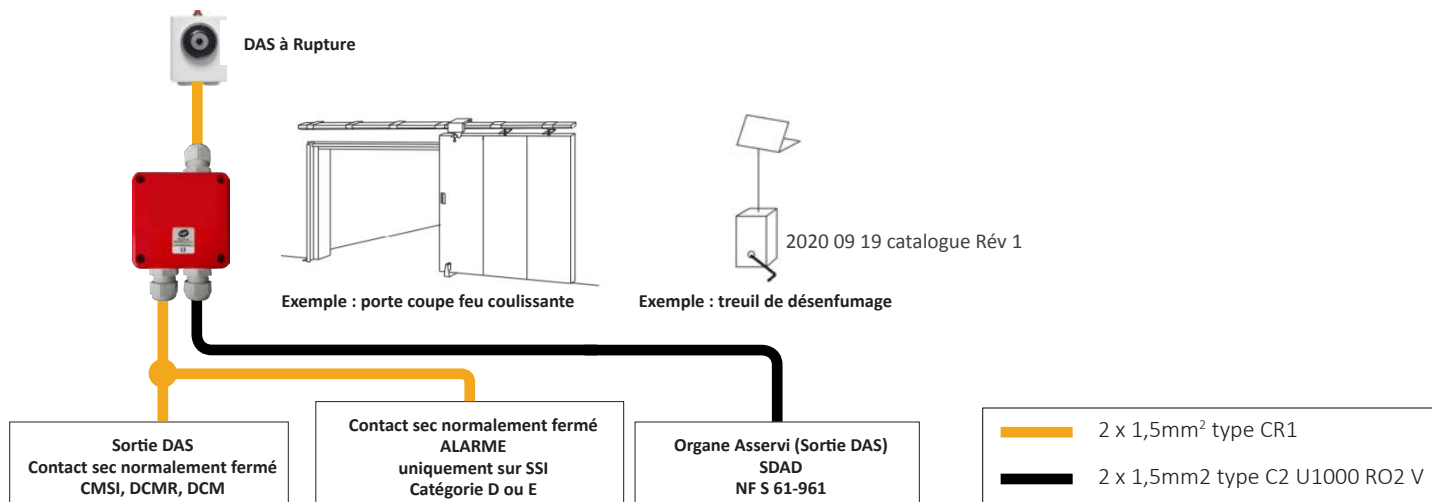 DAS à Rupture
2020 09 19 catalogue Rév 1
Exemple : porte coupe feu coulissante
Exemple : treuil de désenfumage
Sortie DAS
Contact sec normalement fermé
CMSI, DCMR, DCM
Contact sec normalement fermé
ALARME
uniquement sur SSI
Catégorie D ou E
Organe Asservi (Sortie DAS)
SDAD
NF S 61-961
2 x 1,5mm² type CR1
2 x 1,5mm2 type C2 U1000 RO2 V